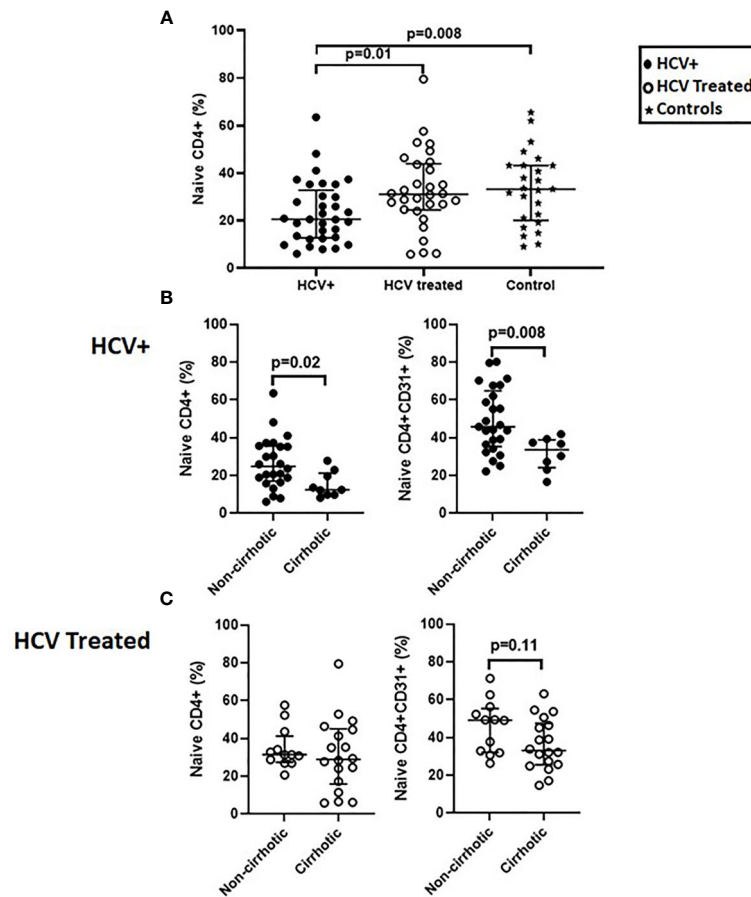 A
Naive CD4+ (%)
100
80
60
40
20
0
p=0.008
p=0.01
HCV+
HCV treated
Control
HCV+
HCV Treated
Controls
B
HCV+
Naive CD4+ (%)
100
80
60
40
20
0
p=0.02
Non-cirrhotic
Cirrhotic
Naive CD4+CD31+ (%)
100
80
60
40
20
0
p=0.008
Non-cirrhotic
Cirrhotic
C
HCV Treated
Naive CD4+ (%)
100
80
60
40
20
0
Non-cirrhotic
Cirrhotic
Naive CD4+CD31+ (%)
100
80
60
40
20
0
p=0.11
Non-cirrhotic
Cirrhotic